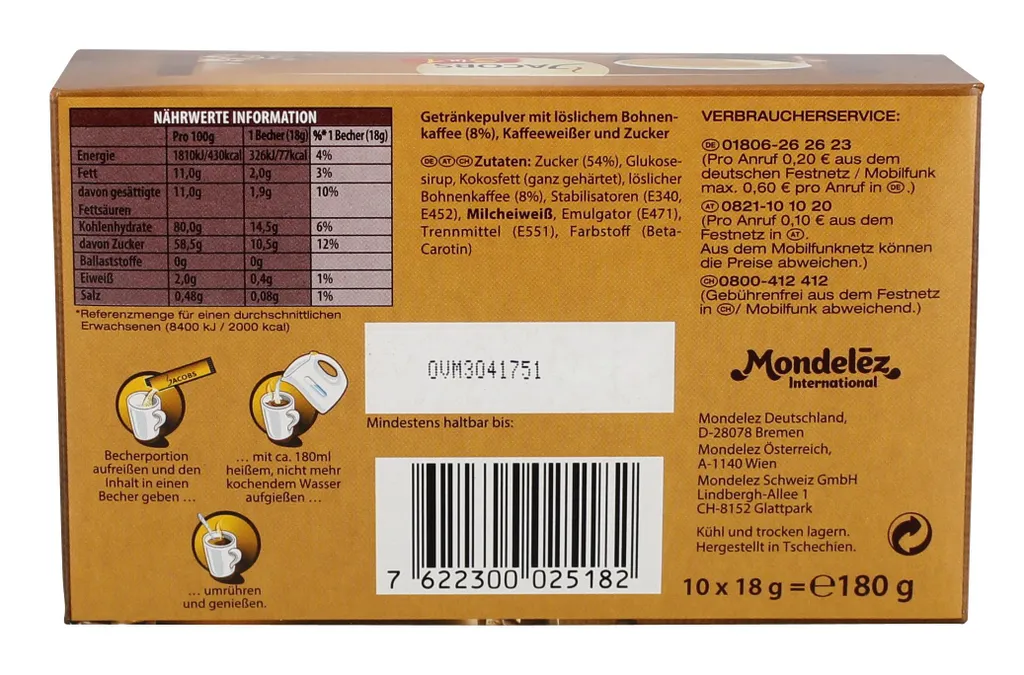 JACOBS
NÄHRWERTE INFORMATION
Pro 100g 1 Becher (18g) %* 1 Becher (18g)
Energie 1810kJ/430kcal 326kJ/77kcal 4%
Fett 11,0g 2,0g 3%
davon gesättigte 11,0g 1,9g 10%
Fettsäuren
Kohlenhydrate 80,0g 14,5g 6%
davon Zucker 58,5g 10,5g 12%
Ballaststoffe 0g 0g
Eiweiß 2,0g 0,4g 1%
Salz 0,48g 0,08g 1%
*Referenzmenge für einen durchschnittlichen
Erwachsenen (8400 kJ / 2000 kcal)
JACOBS
Becherportion
aufreißen und den
Inhalt in einen
Becher geben ...
... mit ca. 180ml
heißem, nicht mehr
kochendem Wasser
aufgießen ...
... umrühren
und genießen.
Getränkepulver mit löslichem Bohnen-
kaffee (8%), Kaffeeweißer und Zucker
DE AT CH Zutaten: Zucker (54%), Glukose-
sirup, Kokosfett (ganz gehärtet), löslicher
Bohnenkaffee (8%), Stabilisatoren (E340,
E452), Milcheiweiß, Emulgator (E471),
Trennmittel (E551), Farbstoff (Beta-
Carotin)
0VM3041751
Mindestens haltbar bis:
7 622300 025182
VERBRAUCHERSERVICE:
DE 01806-26 26 23
(Pro Anruf 0,20 € aus dem
deutschen Festnetz / Mobilfunk
max. 0,60 € pro Anruf in DE.)
AT 0821-10 10 20
(Pro Anruf 0,10 € aus dem
Festnetz in AT.
Aus dem Mobilfunknetz können
die Preise abweichen.)
CH 0800-412 412
(Gebührenfrei aus dem Festnetz
in CH/ Mobilfunk abweichend.)
Mondelēz
International
Mondelez Deutschland,
D-28078 Bremen
Mondelez Österreich,
A-1140 Wien
Mondelez Schweiz GmbH
Lindbergh-Allee 1
CH-8152 Glattpark
Kühl und trocken lagern.
Hergestellt in Tschechien.
10 x 18 g = ℮ 180 g